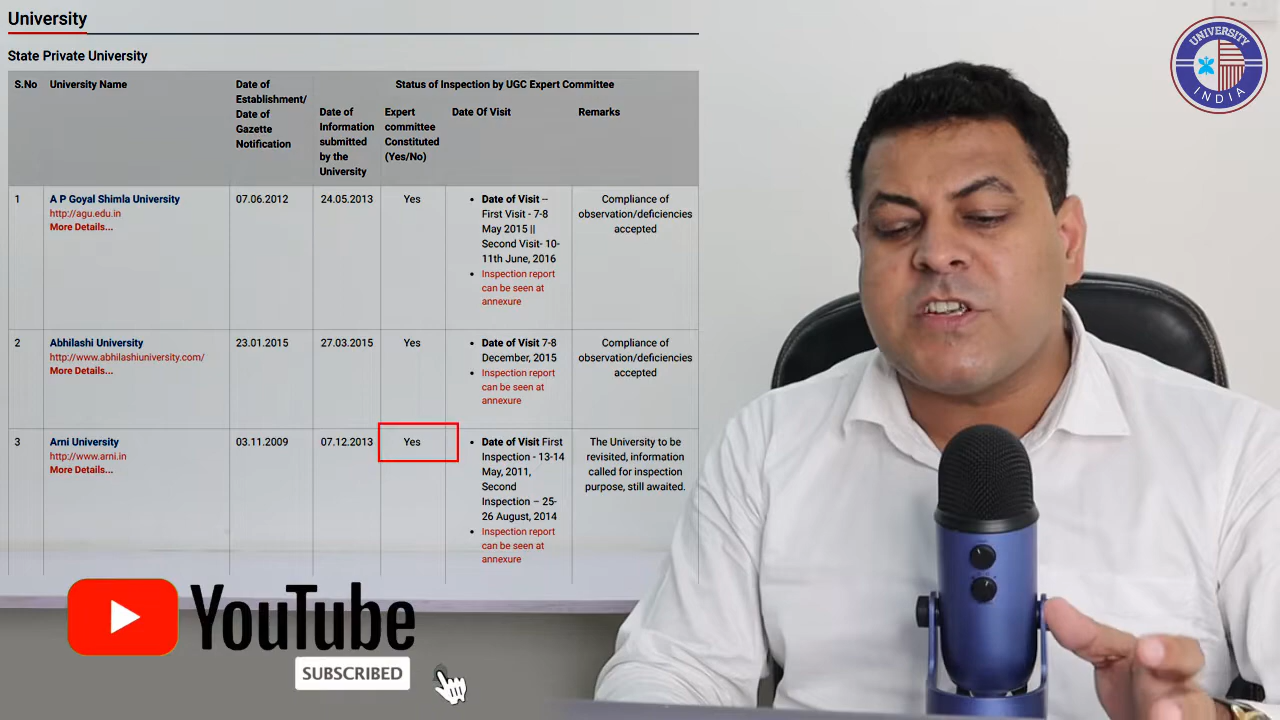 University
State Private University
S.No
University Name
Date of
Establishment/
Date of
Gazette
Notification
Date of
Information
submitted
by the
University
Status of Inspection by UGC Expert Committee
Expert
committee
Constituted
(Yes/No)
Date Of Visit
Remarks
1
A P Goyal Shimla University
http://agu.edu.in
More Details...
07.06.2012
24.05.2013
Yes
• Date of Visit –
First Visit - 7-8
May 2015 ||
Second Visit- 10-
11th June, 2016
• Inspection report
can be seen at
annexure
Compliance of
observation/deficiencies
accepted
2
Abhilashi University
http://www.abhilashiuniversity.com/
More Details...
23.01.2015
27.03.2015
Yes
• Date of Visit 7-8
December, 2015
• Inspection report
can be seen at
annexure
Compliance of
observation/deficiencies
accepted
3
Arni University
http://www.arni.in
More Details...
03.11.2009
07.12.2013
Yes
• Date of Visit First
Inspection - 13-14
May, 2011,
Second
Inspection – 25-
26 August, 2014
• Inspection report
can be seen at
annexure
The University to be
revisited, information
called for inspection
purpose, still awaited.
UNIVERSITY
INDIA
YouTube
SUBSCRIBED